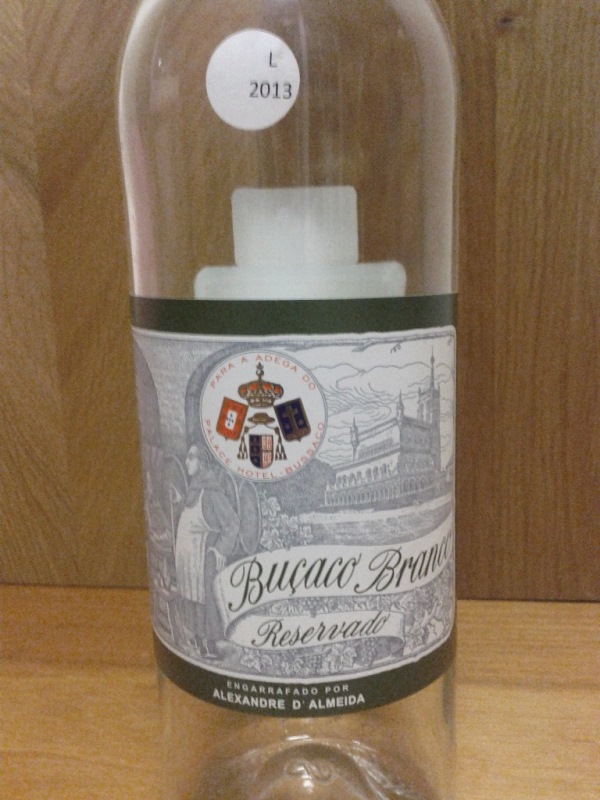 L
2013
PARA A ADEGA DO
PALACE HOTEL-BUSSACO
Buçaco Branco
Reservado
ENGARRAFADO POR
ALEXANDRE D'ALMEIDA